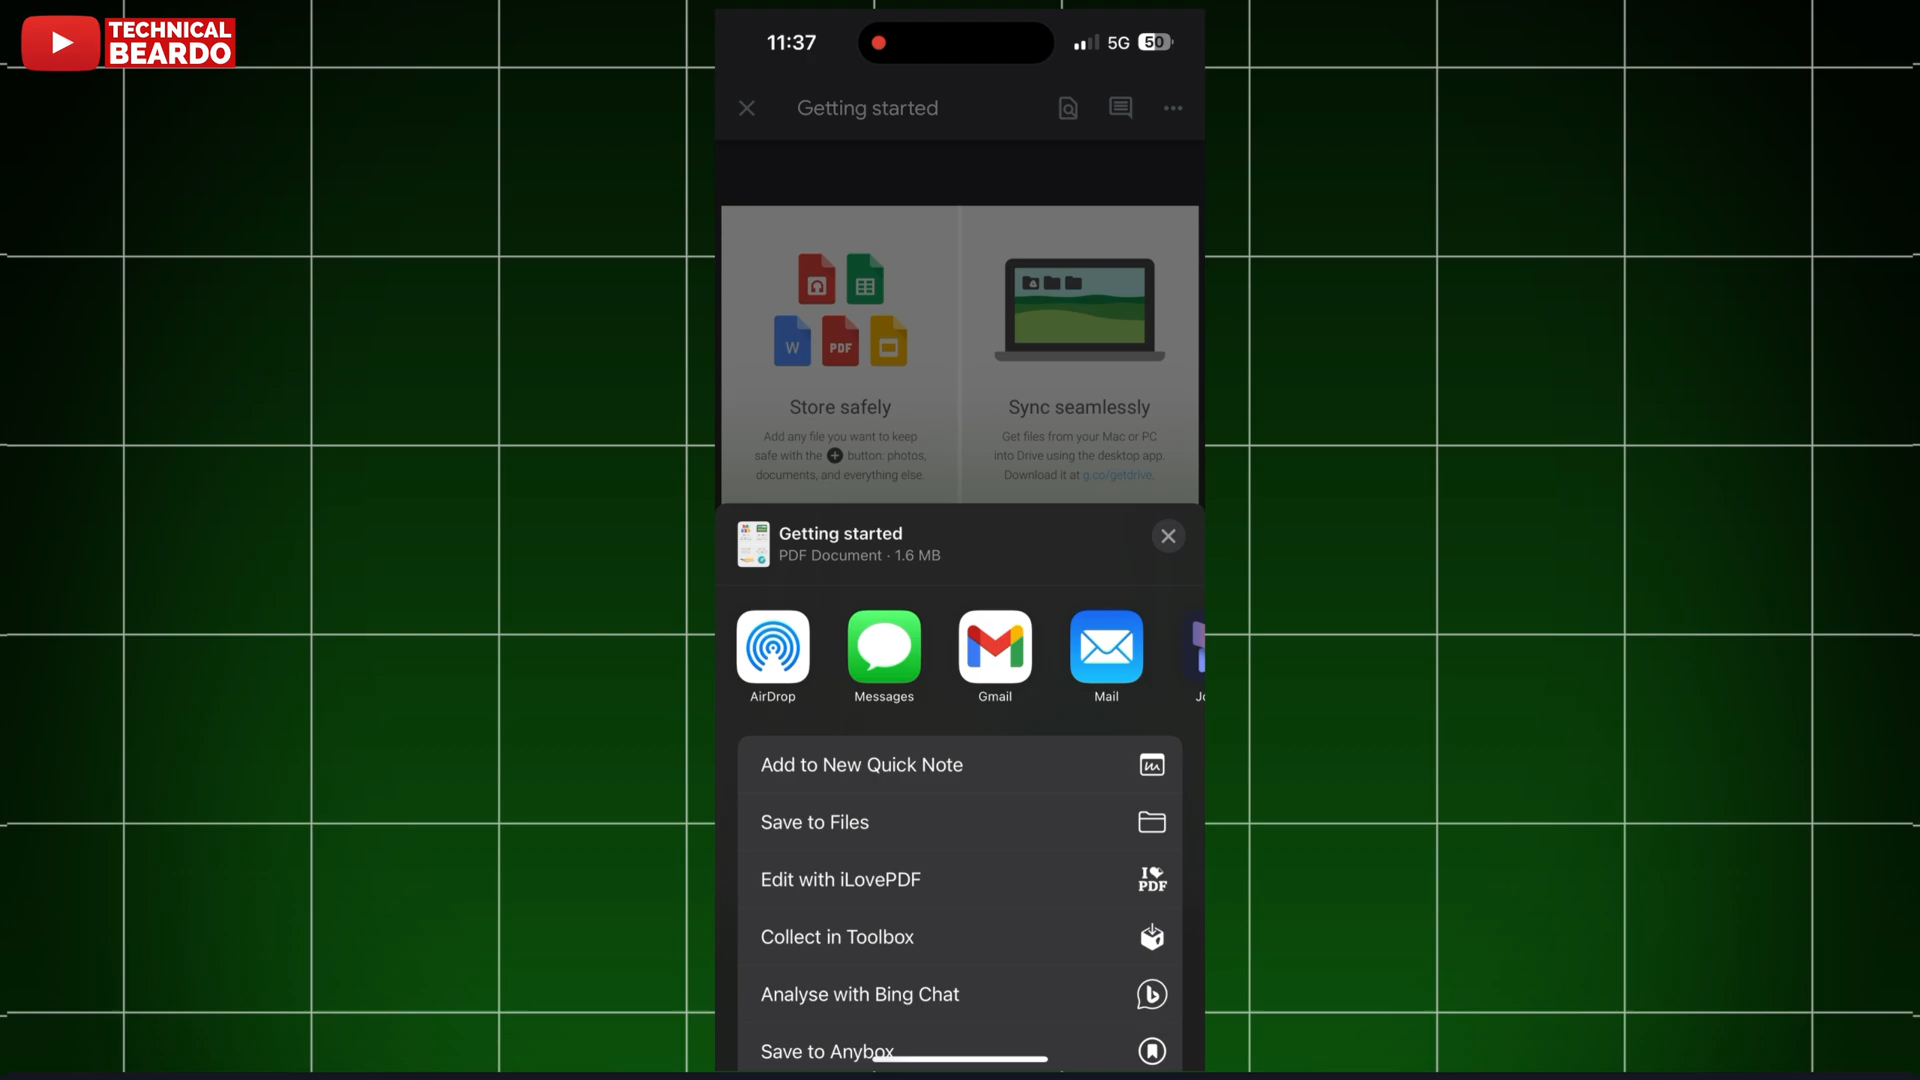 TECHNICAL
BEARDO
11:37
5G 50
Getting started
W
PDF
Store safely
Add any file you want to keep
safe with the + button: photos,
documents, and everything else.
Sync seamlessly
Get files from your Mac or PC
into Drive using the desktop app.
Download it at g.co/getdrive.
Getting started
PDF Document · 1.6 MB
AirDrop
Messages
Gmail
Mail
Jo
Add to New Quick Note
Save to Files
Edit with iLovePDF
I
PDF
Collect in Toolbox
Analyse with Bing Chat
b
Save to Anybox